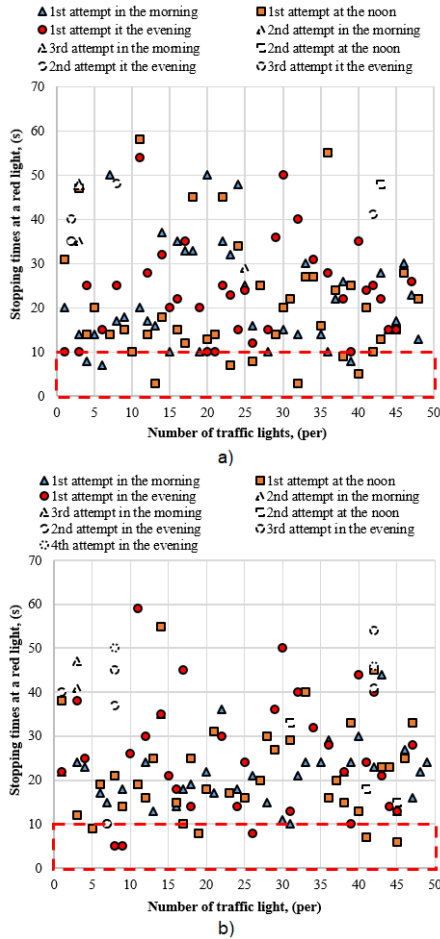 1st attempt in the morning 1st attempt at the noon
1st attempt it the evening 2nd attempt in the morning
3rd attempt in the morning 2nd attempt at the noon
2nd attempt it the evening 3rd attempt it the evening
Stopping times at a red light, (s)
70
60
50
40
30
20
10
0
0 5 10 15 20 25 30 35 40 45 50
Number of traffic lights, (per)
a)
1st attempt in the morning 1st attempt at the noon
1st attempt it the evening 2nd attempt in the morning
3rd attempt in the morning 2nd attempt at the noon
2nd attempt in the evening 3rd attempt in the evening
4th attempt in the evening
Stopping times at a red light, (s)
70
60
50
40
30
20
10
0
0 5 10 15 20 25 30 35 40 45 50
Number of traffic light, (per)
b)